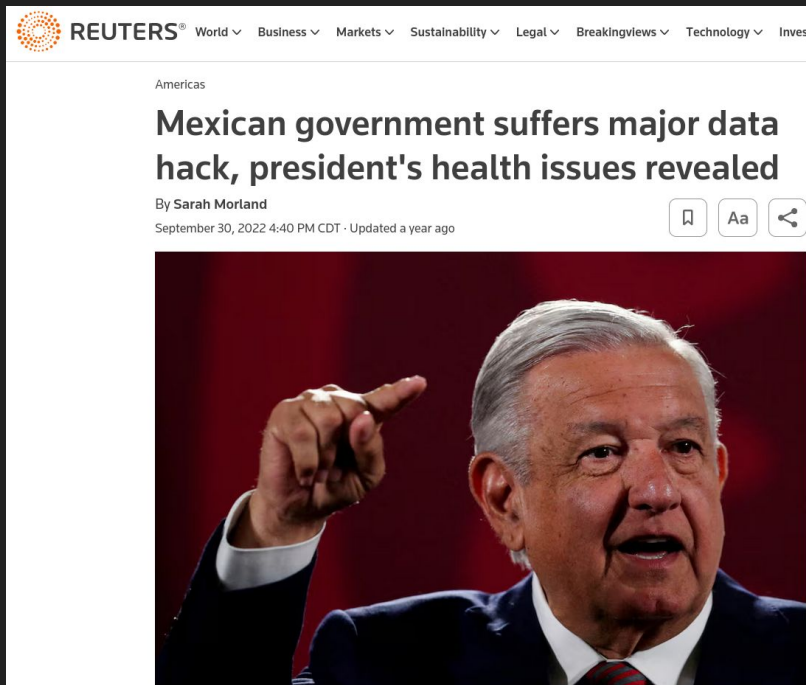 REUTERS® World Business Markets Sustainability Legal Breakingviews Technology Inves
Americas
Mexican government suffers major data
hack, president's health issues revealed
By Sarah Morland
September 30, 2022 4:40 PM CDT · Updated a year ago
Aa